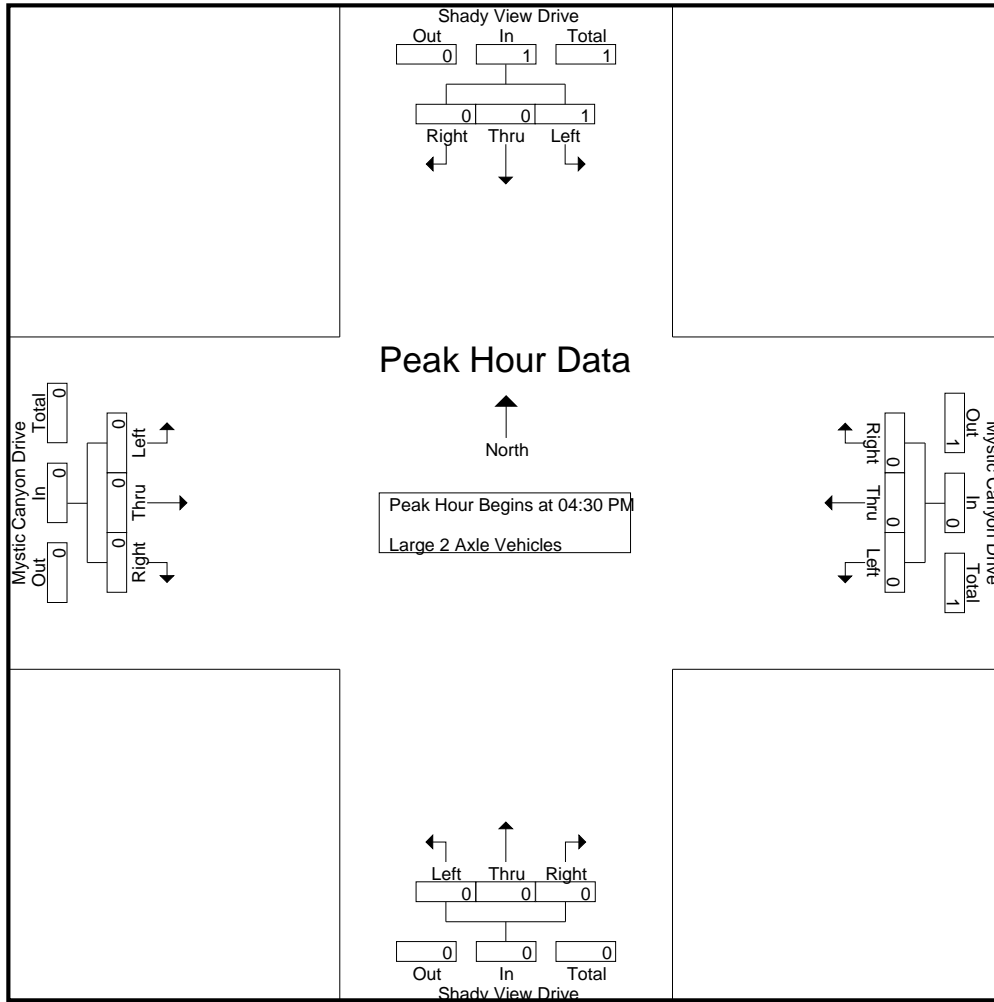 Shady View Drive
Out In Total
0 1 1
0 0 1
Right Thru Left
Peak Hour Data
North
Peak Hour Begins at 04:30 PM
Large 2 Axle Vehicles
Mystic Canyon Drive
Out In Total
0 0 0
Right Thru Left
0 0 0
Mystic Canyon Drive
Out In Total
1 0 1
Right Thru Left
0 0 0
Left Thru Right
0 0 0
0 0 0
Out In Total
Shady View Drive